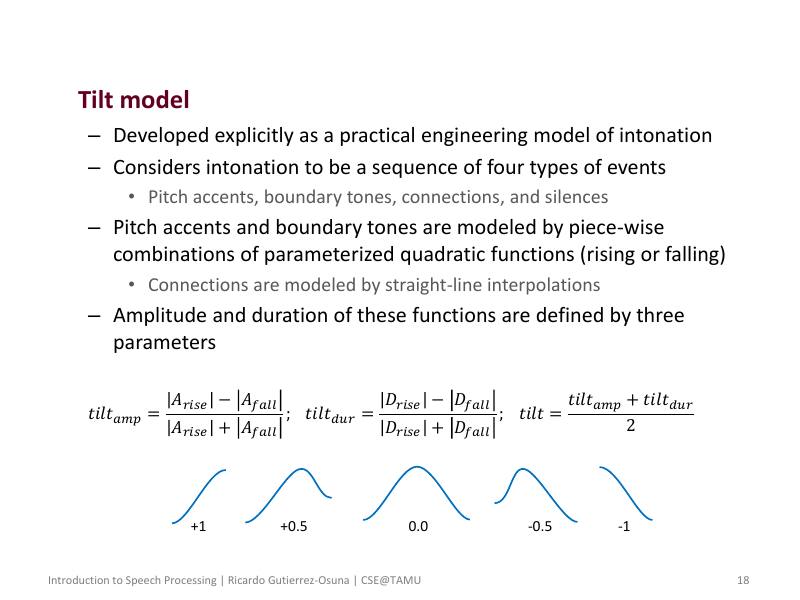 Tilt model
– Developed explicitly as a practical engineering model of intonation
– Considers intonation to be a sequence of four types of events
• Pitch accents, boundary tones, connections, and silences
– Pitch accents and boundary tones are modeled by piece-wise
combinations of parameterized quadratic functions (rising or falling)
• Connections are modeled by straight-line interpolations
– Amplitude and duration of these functions are defined by three
parameters
tilt_amp = (|A_rise| − |A_fall|) / (|A_rise| + |A_fall|); tilt_dur = (|D_rise| − |D_fall|) / (|D_rise| + |D_fall|); tilt = (tilt_amp + tilt_dur) / 2
+1 +0.5 0.0 -0.5 -1
Introduction to Speech Processing | Ricardo Gutierrez-Osuna | CSE@TAMU 18